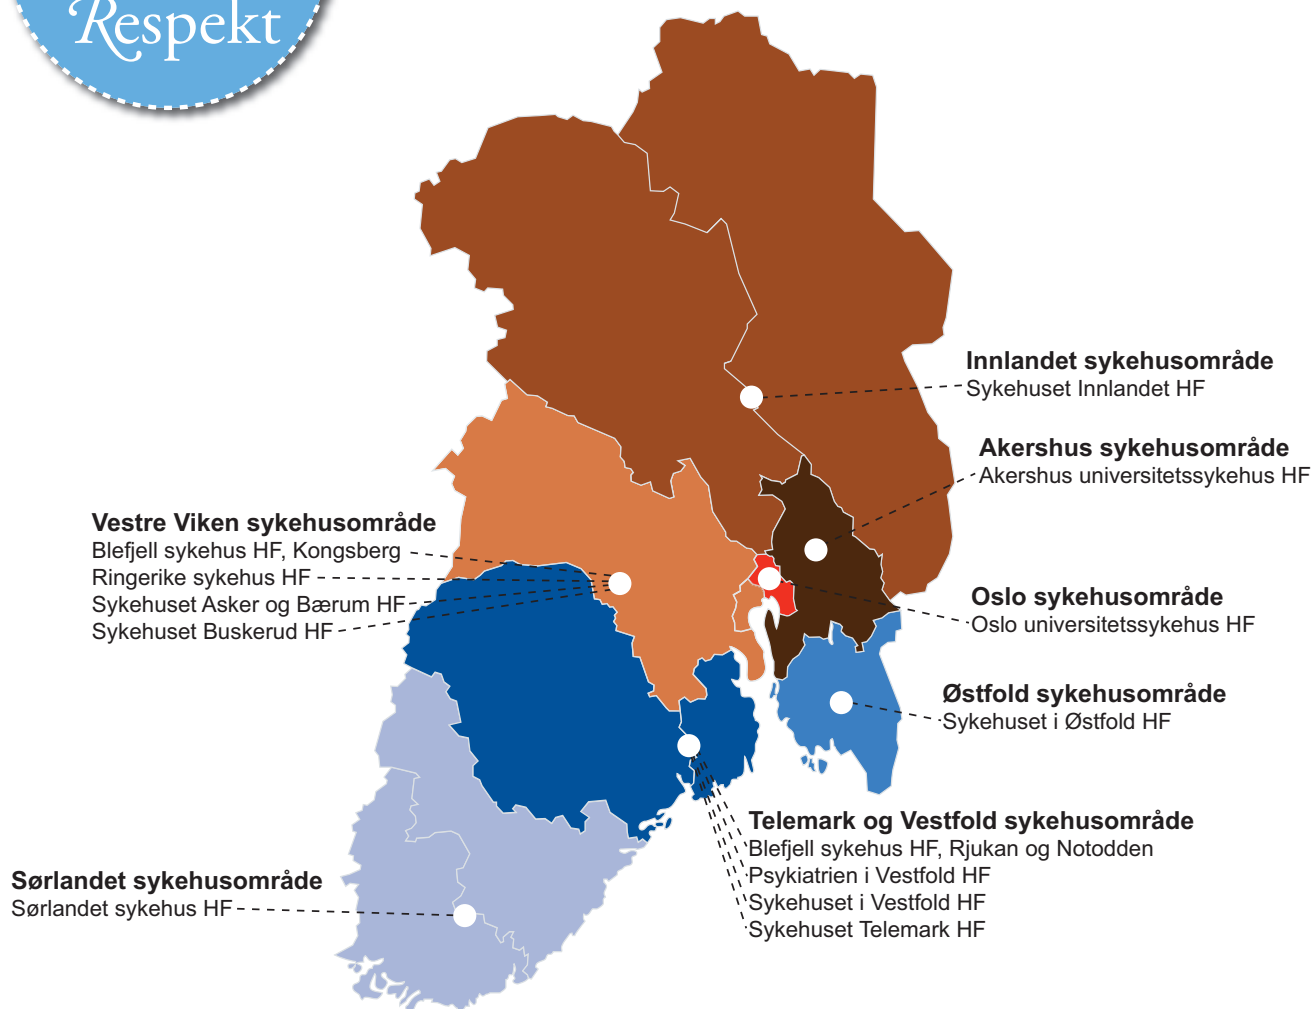 Respekt
Innlandet sykehusområde
Sykehuset Innlandet HF
Akershus sykehusområde
Akershus universitetssykehus HF
Vestre Viken sykehusområde
Blefjell sykehus HF, Kongsberg
Ringerike sykehus HF
Sykehuset Asker og Bærum HF
Sykehuset Buskerud HF
Oslo sykehusområde
Oslo universitetssykehus HF
Østfold sykehusområde
Sykehuset i Østfold HF
Telemark og Vestfold sykehusområde
Blefjell sykehus HF, Rjukan og Notodden
Psykiatrien i Vestfold HF
Sykehuset i Vestfold HF
Sykehuset Telemark HF
Sørlandet sykehusområde
Sørlandet sykehus HF